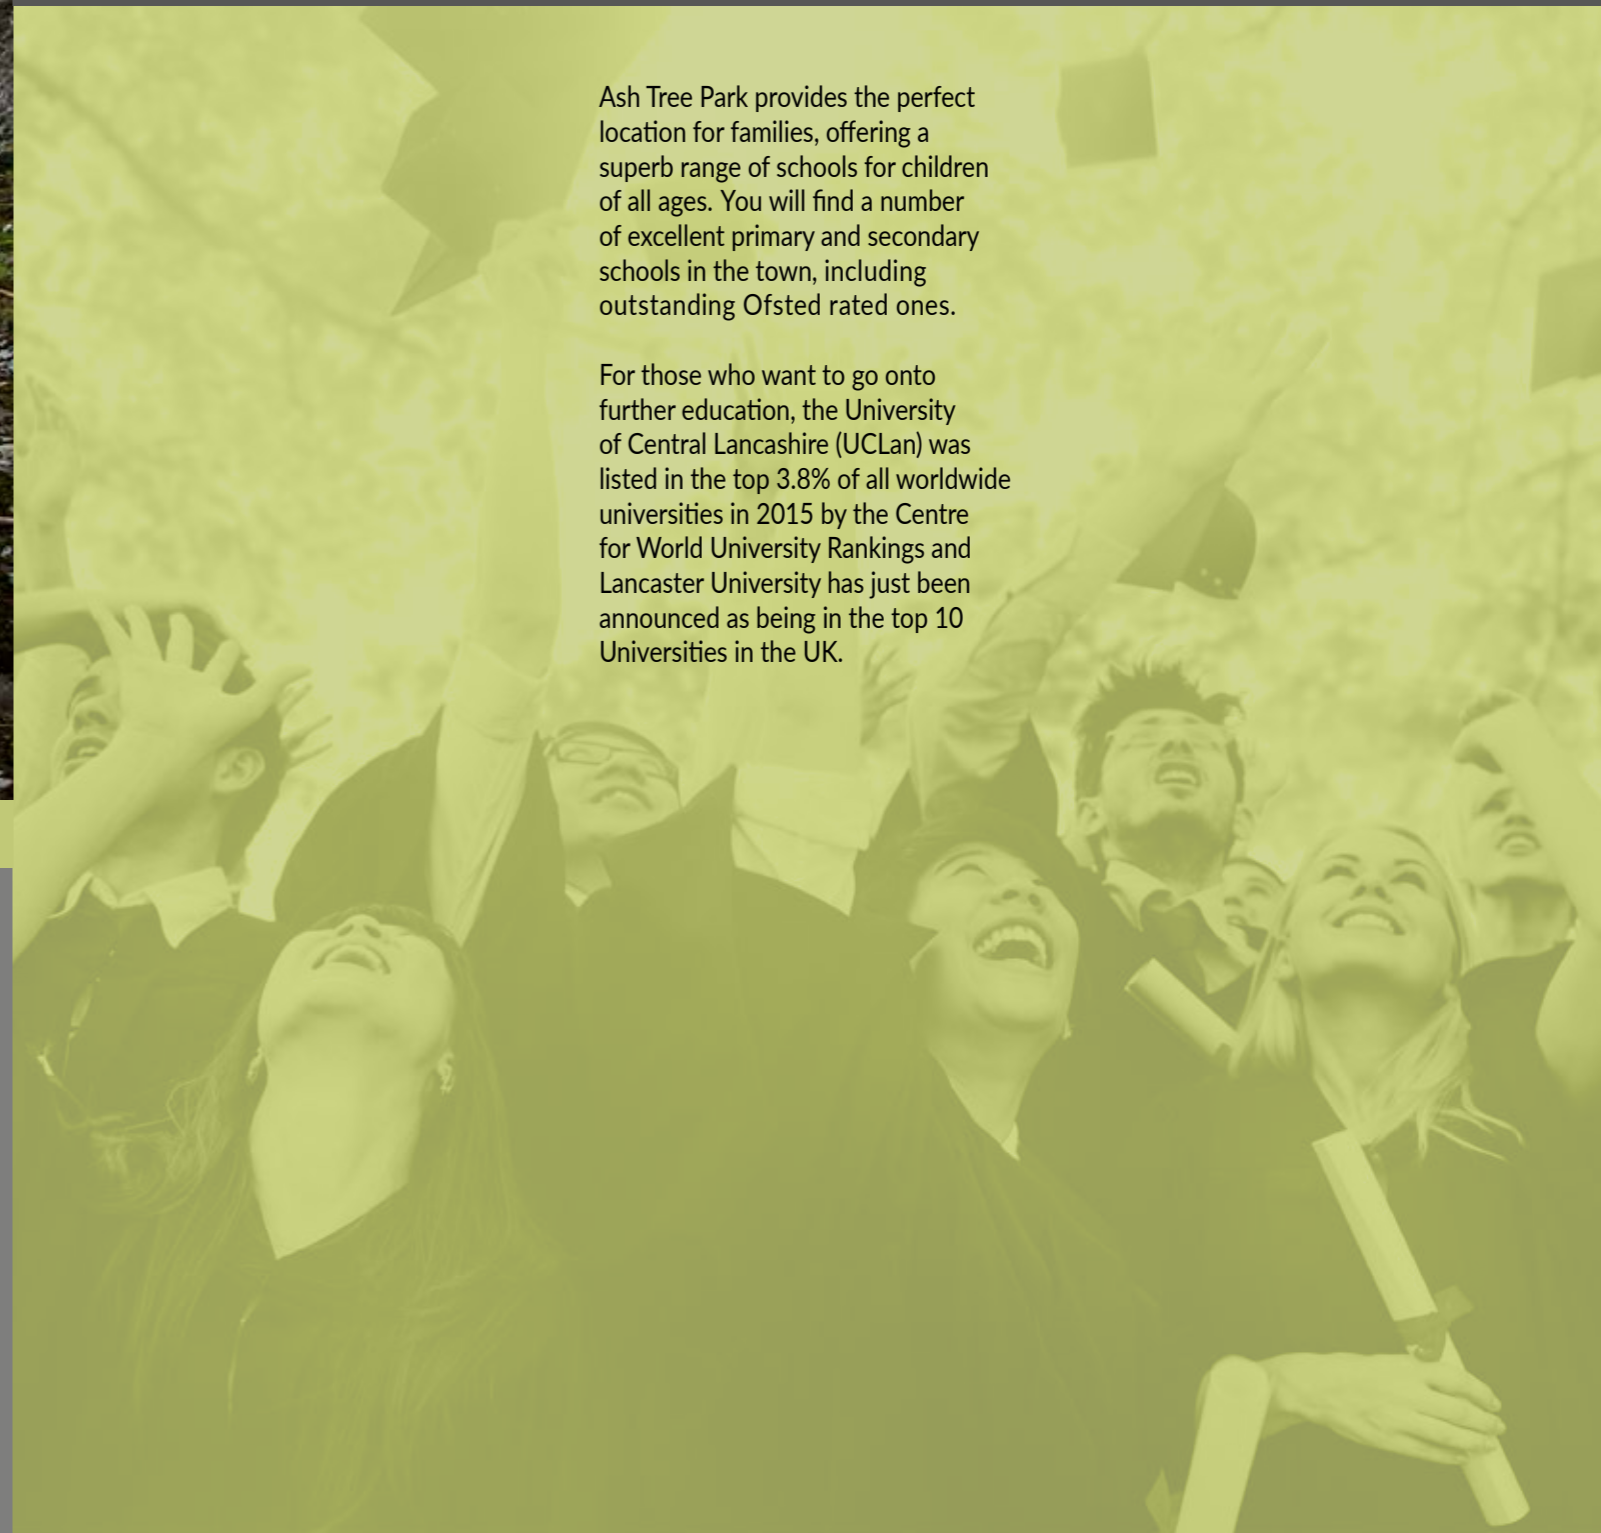 Ash Tree Park provides the perfect
location for families, offering a
superb range of schools for children
of all ages. You will find a number
of excellent primary and secondary
schools in the town, including
outstanding Ofsted rated ones.
For those who want to go onto
further education, the University
of Central Lancashire (UCLan) was
listed in the top 3.8% of all worldwide
universities in 2015 by the Centre
for World University Rankings and
Lancaster University has just been
announced as being in the top 10
Universities in the UK.